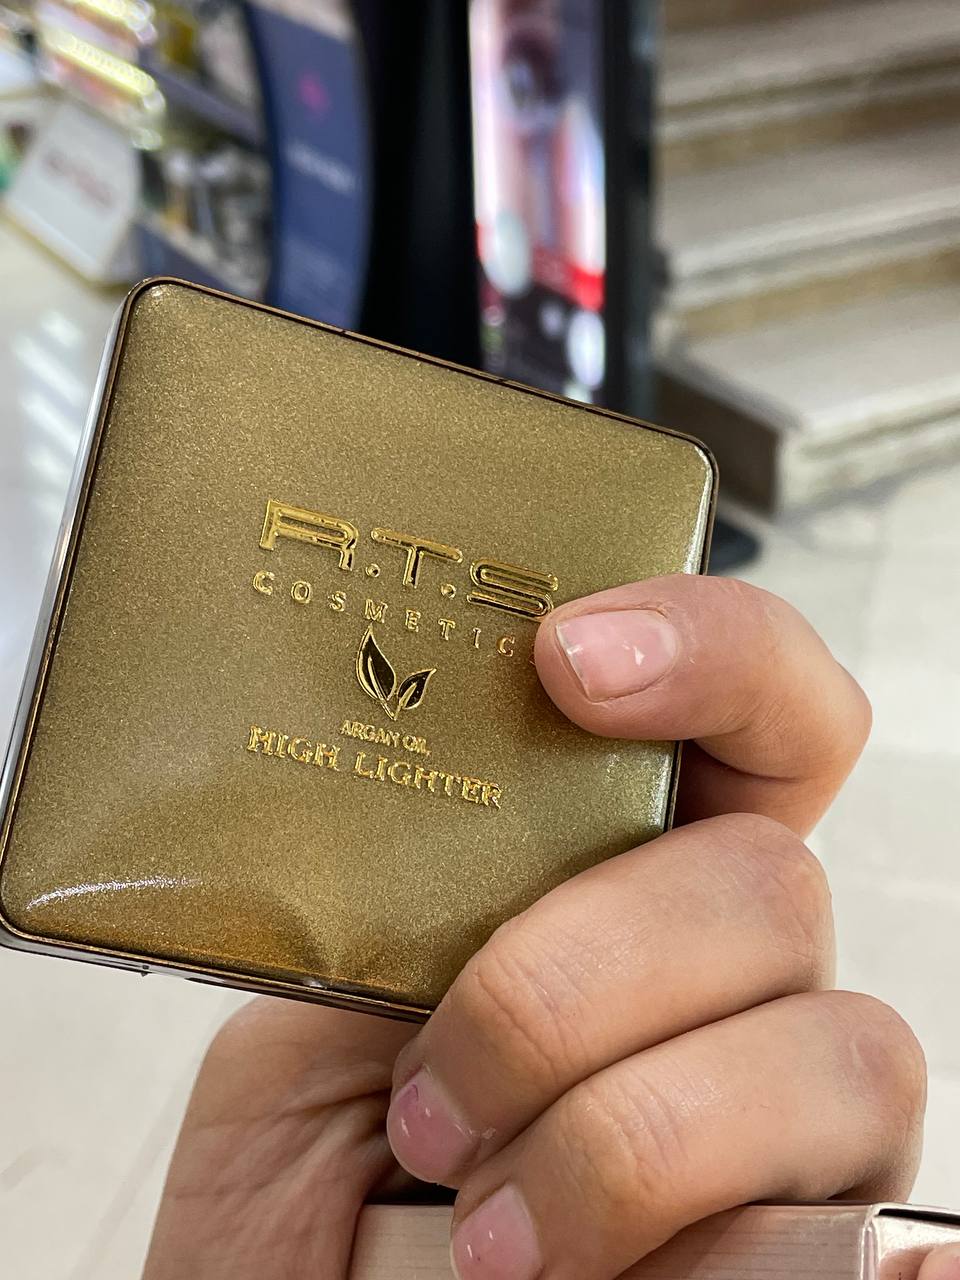 R.T.S
COSMETIC
ARGAN OIL
HIGH LIGHTER